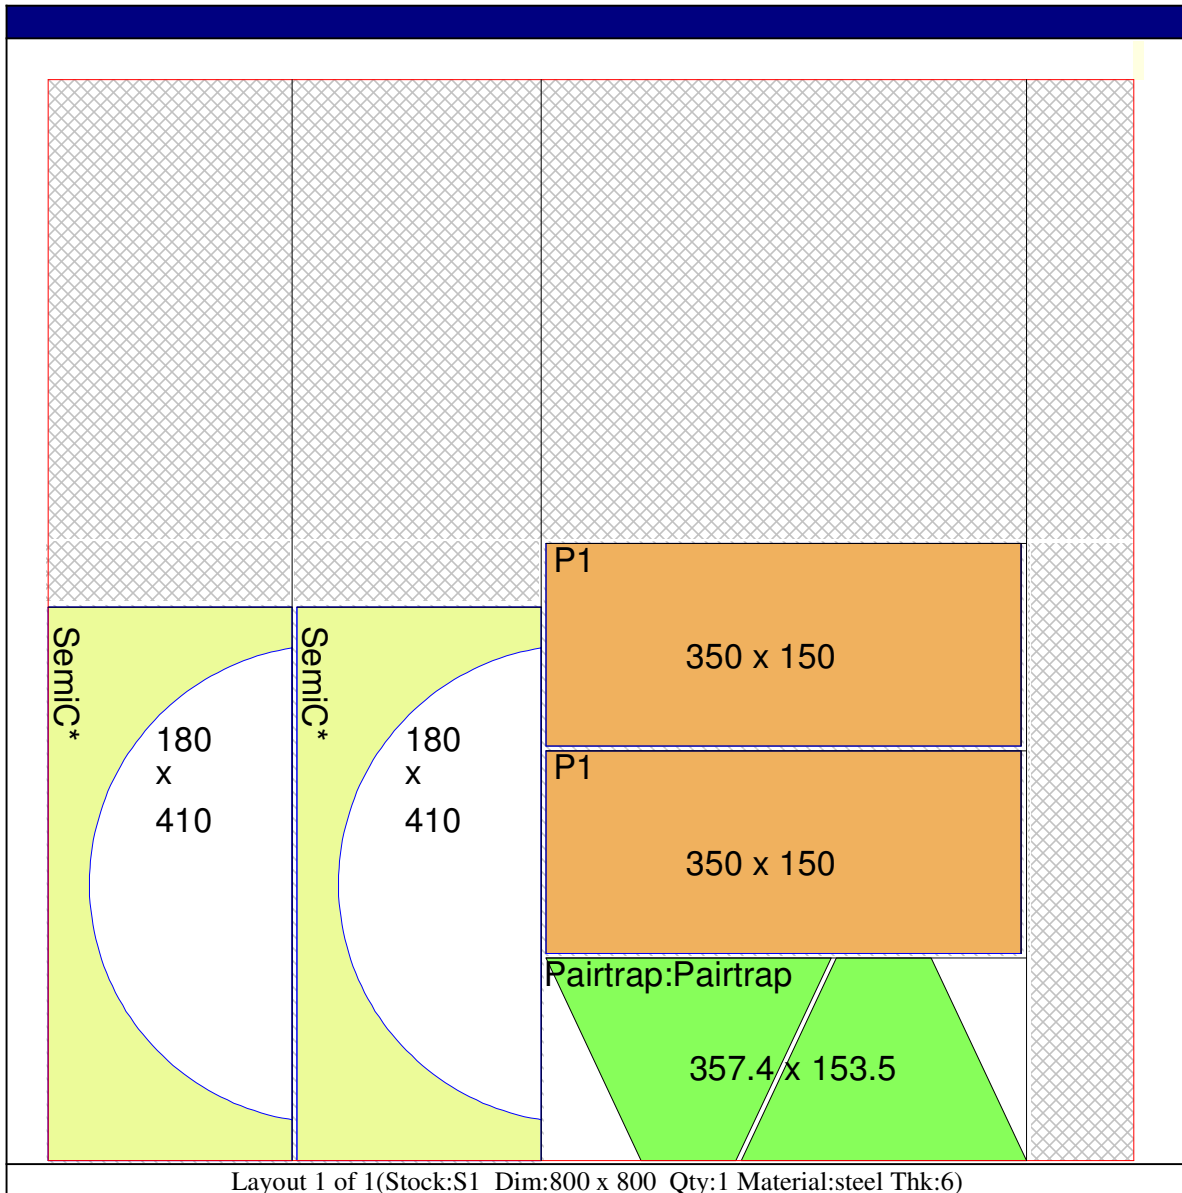 P1
350 x 150
SemiC*
180
x
410
SemiC*
180
x
410
P1
350 x 150
Pairtrap:Pairtrap
357.4 x 153.5
Layout 1 of 1(Stock:S1 Dim:800 x 800 Qty:1 Material:steel Thk:6)